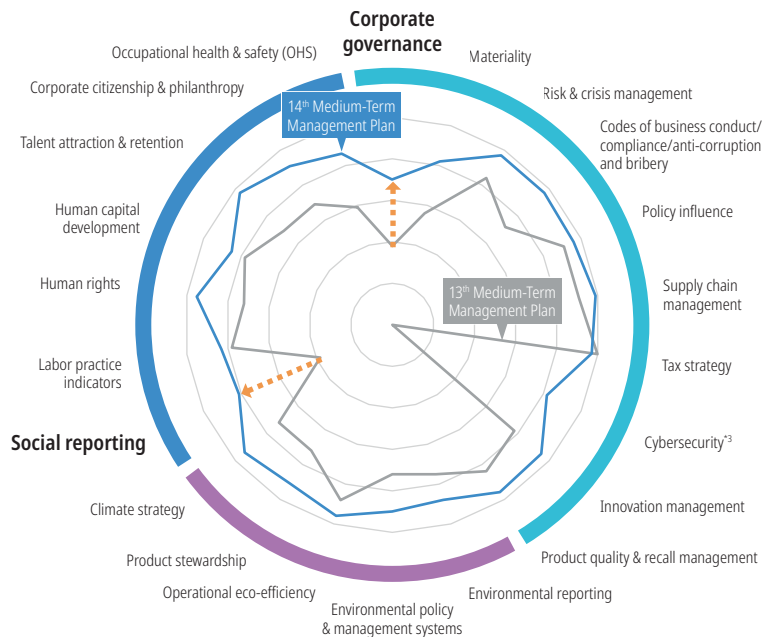 Corporate
governance
Occupational health & safety (OHS)
Materiality
Corporate citizenship & philanthropy
Risk & crisis management
14th Medium-Term
Management Plan
Codes of business conduct/
compliance/anti-corruption
and bribery
Talent attraction & retention
Human capital
development
Policy influence
Human rights
13th Medium-Term
Management Plan
Supply chain
management
Labor practice
indicators
Tax strategy
Social reporting
Cybersecurity*3
Climate strategy
Innovation management
Product stewardship
Product quality & recall management
Operational eco-efficiency
Environmental reporting
Environmental policy
& management systems